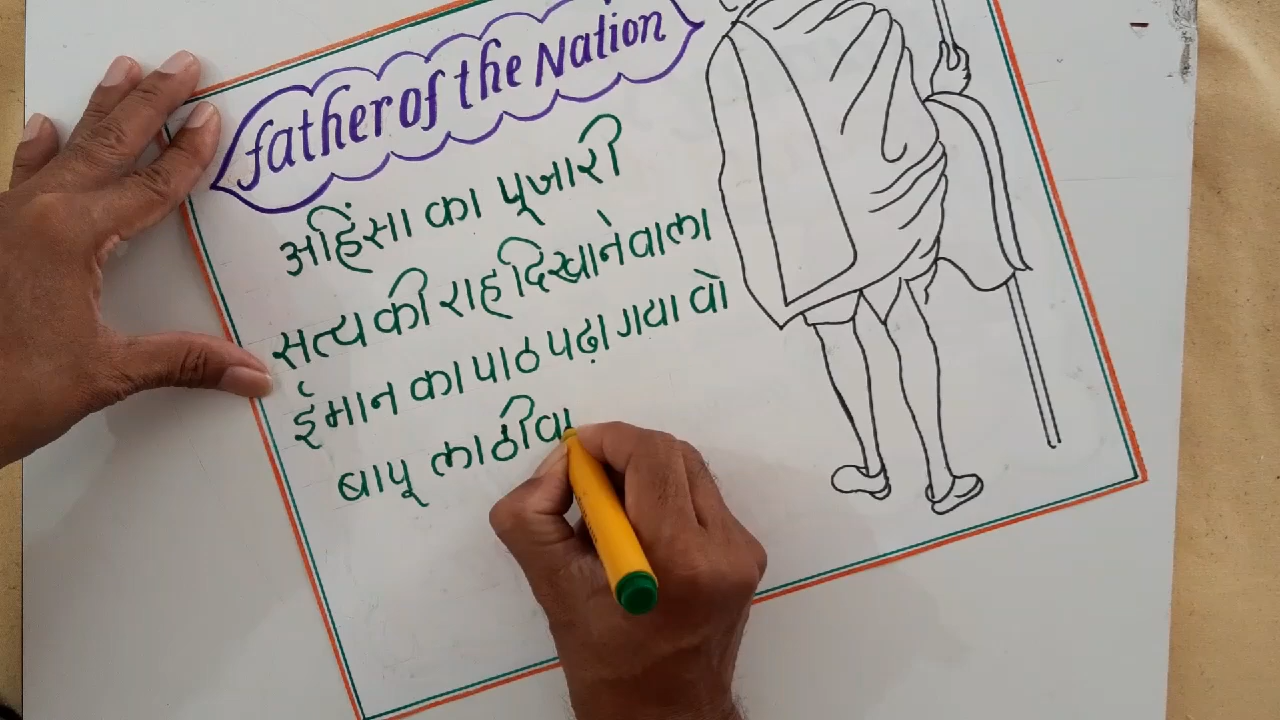 Father of the Nation
अहिंसा का पूजारी
सत्य की राह दिखाने वाला
ईमान का पाठ पढ़ा गया वो
बापू लाठी वा